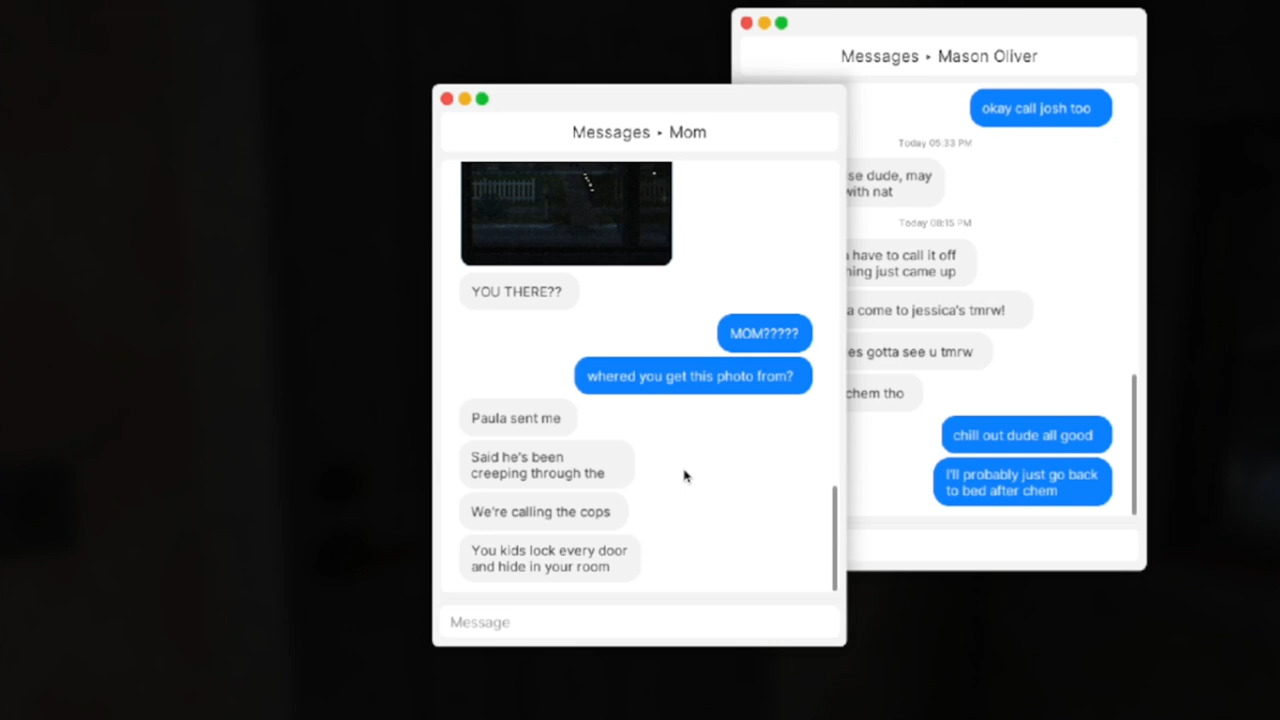 Messages ‣ Mason Oliver
okay call josh too
Today 05:33 PM
se dude, may
with nat
Today 08:15 PM
have to call it off
ning just came up
a come to jessica's tmrw!
es gotta see u tmrw
chem tho
chill out dude all good
I'll probably just go back
to bed after chem
Messages ‣ Mom
YOU THERE??
MOM?????
whered you get this photo from?
Paula sent me
Said he's been
creeping through the
We're calling the cops
You kids lock every door
and hide in your room
Message